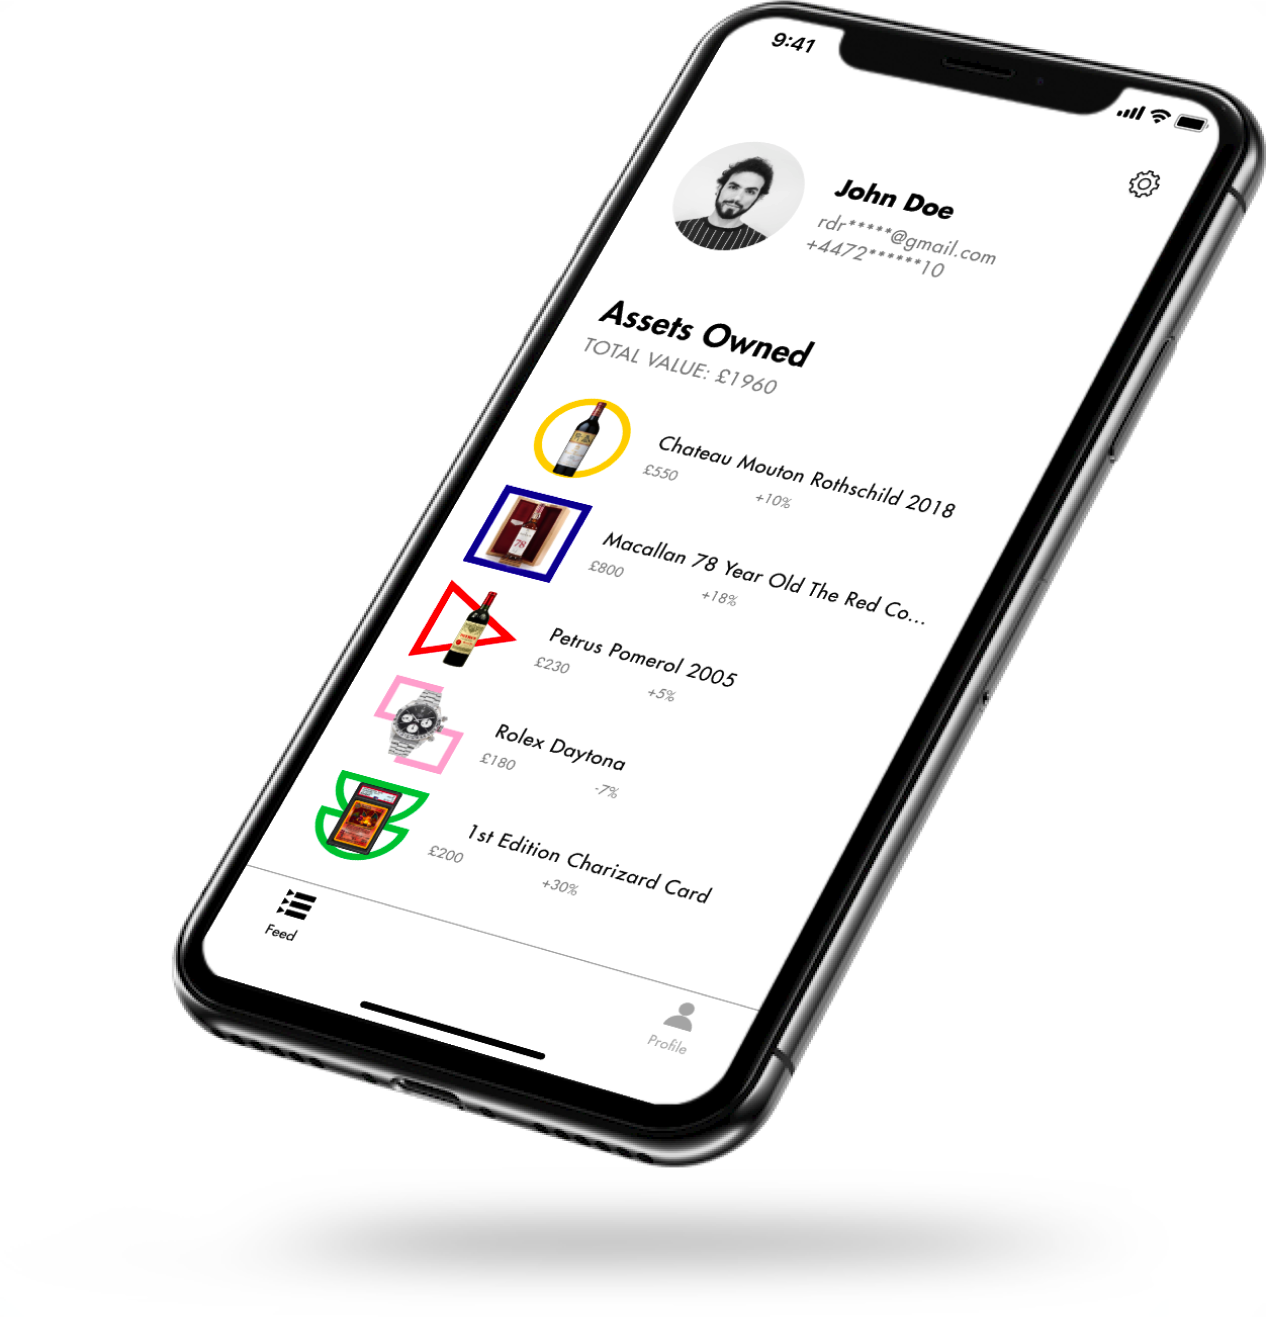 9:41
John Doe
rdr*****@gmail.com
+4472******10
Assets Owned
TOTAL VALUE: £1960
Chateau Mouton Rothschild 2018
£550 +10%
Macallan 78 Year Old The Red Co...
£800 +18%
78
Petrus Pomerol 2005
£230 +5%
Rolex Daytona
£180 -7%
1st Edition Charizard Card
£200 +30%
Feed
Profile